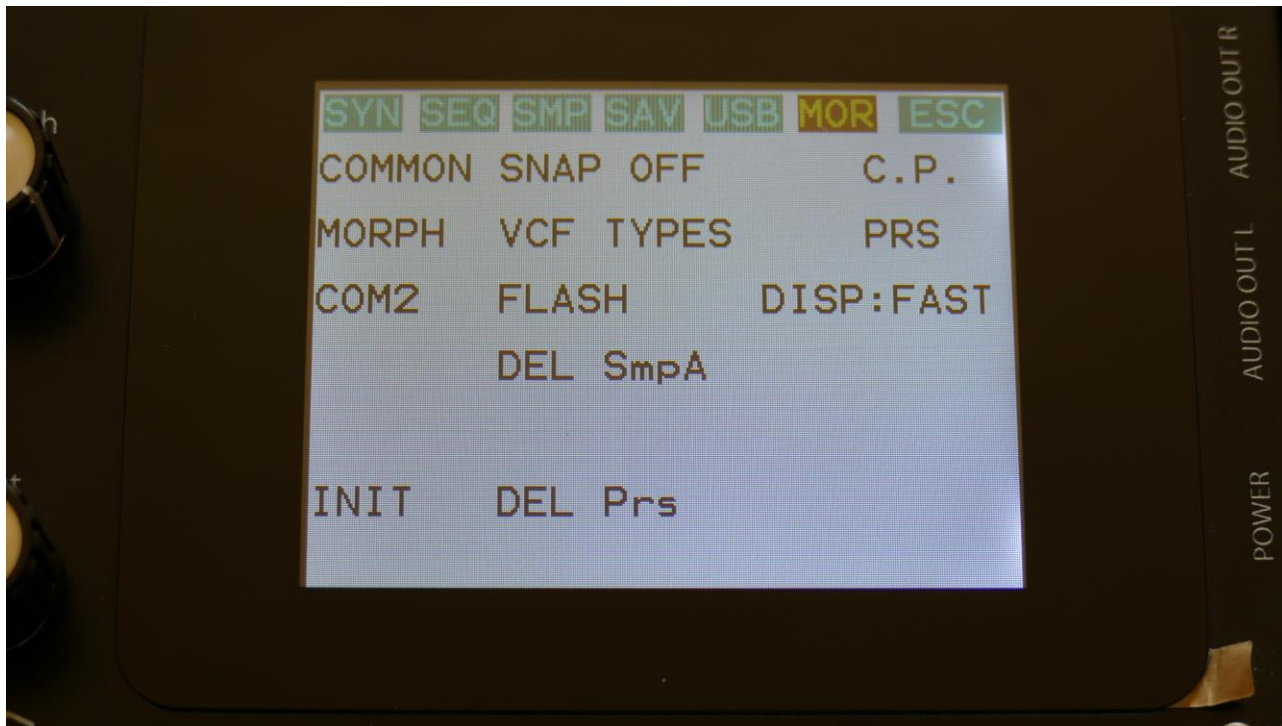 SYN SEQ SMP SAV USB MOR ESC
COMMON SNAP OFF C.P.
MORPH VCF TYPES PRS
COM2 FLASH DISP:FAST
DEL SmpA
INIT DEL Prs
AUDIO OUT R
AUDIO OUT L
POWER